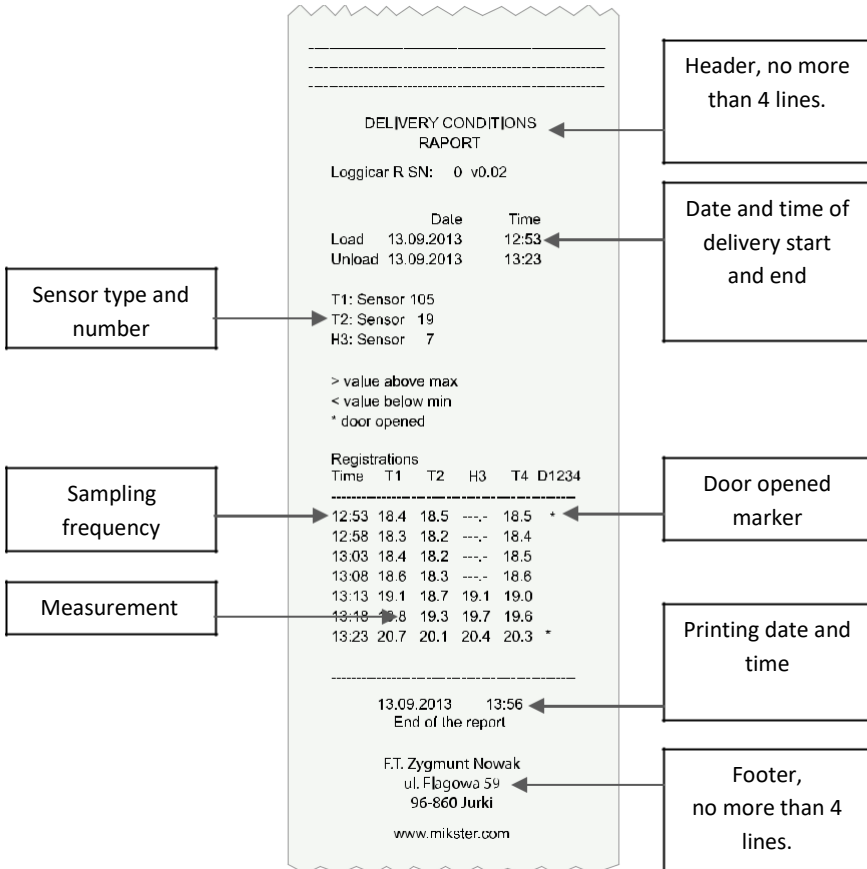 Header, no more
than 4 lines.
DELIVERY CONDITIONS
RAPORT
Loggicar R SN: 0 v0.02
Date Time
Load 13.09.2013 12:53
Unload 13.09.2013 13:23
Date and time of
delivery start
and end
Sensor type and
number
T1: Sensor 105
T2: Sensor 19
H3: Sensor 7
> value above max
< value below min
* door opened
Registrations
Time T1 T2 H3 T4 D1234
Sampling
frequency
Door opened
marker
12:53 18.4 18.5 ---.- 18.5 *
12:58 18.3 18.2 ---.- 18.4
13:03 18.4 18.2 ---.- 18.5
13:08 18.6 18.3 ---.- 18.6
13:13 19.1 18.7 19.1 19.0
Measurement
13:18 19.3 19.7 19.6
13:23 20.7 20.1 20.4 20.3 *
Printing date and
time
13.09.2013 13:56
End of the report
F.T. Zygmunt Nowak
ul. Flagowa 59
96-860 Jurki
www.mikster.com
Footer,
no more than 4
lines.